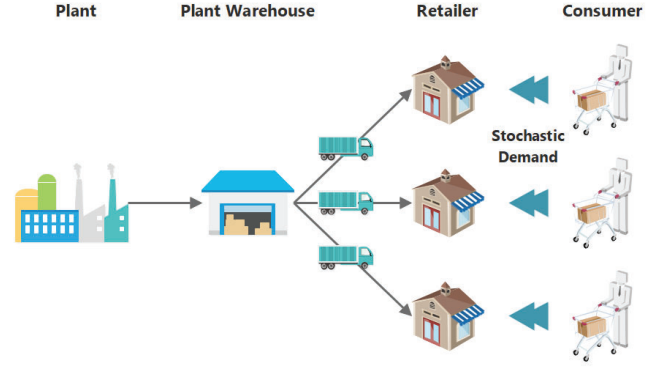 Plant
Plant Warehouse
Retailer
Consumer
Stochastic
Demand